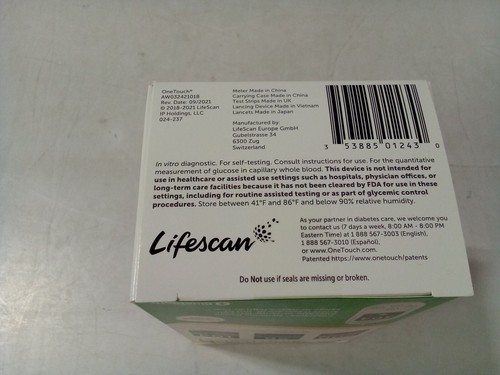 OneTouch®
AW03242101B
Rev. Date: 09/2021
© 2018-2021 LifeScan
IP Holdings, LLC
024-237
Meter Made in China
Carrying Case Made in China
Test Strips Made in UK
Lancing Device Made in Vietnam
Lancets Made in Japan
Manufactured by:
LifeScan Europe GmbH
Gubelstrasse 34
6300 Zug
Switzerland
3 53885 01243 0
In vitro diagnostic. For self-testing. Consult instructions for use. For the quantitative
measurement of glucose in capillary whole blood. This device is not intended for
use in healthcare or assisted use settings such as hospitals, physician offices, or
long-term care facilities because it has not been cleared by FDA for use in these
settings, including for routine assisted testing or as part of glycemic control
procedures. Store between 41°F and 86°F and below 90% relative humidity.
Lifescan
As your partner in diabetes care, we welcome you
to contact us (7 days a week, 8:00 AM - 8:00 PM
Eastern Time) at 1 888 567-3003 (English),
1 888 567-3010 (Español),
or www.OneTouch.com.
Patented https://www.onetouch/patents
Do Not use if seals are missing or broken.